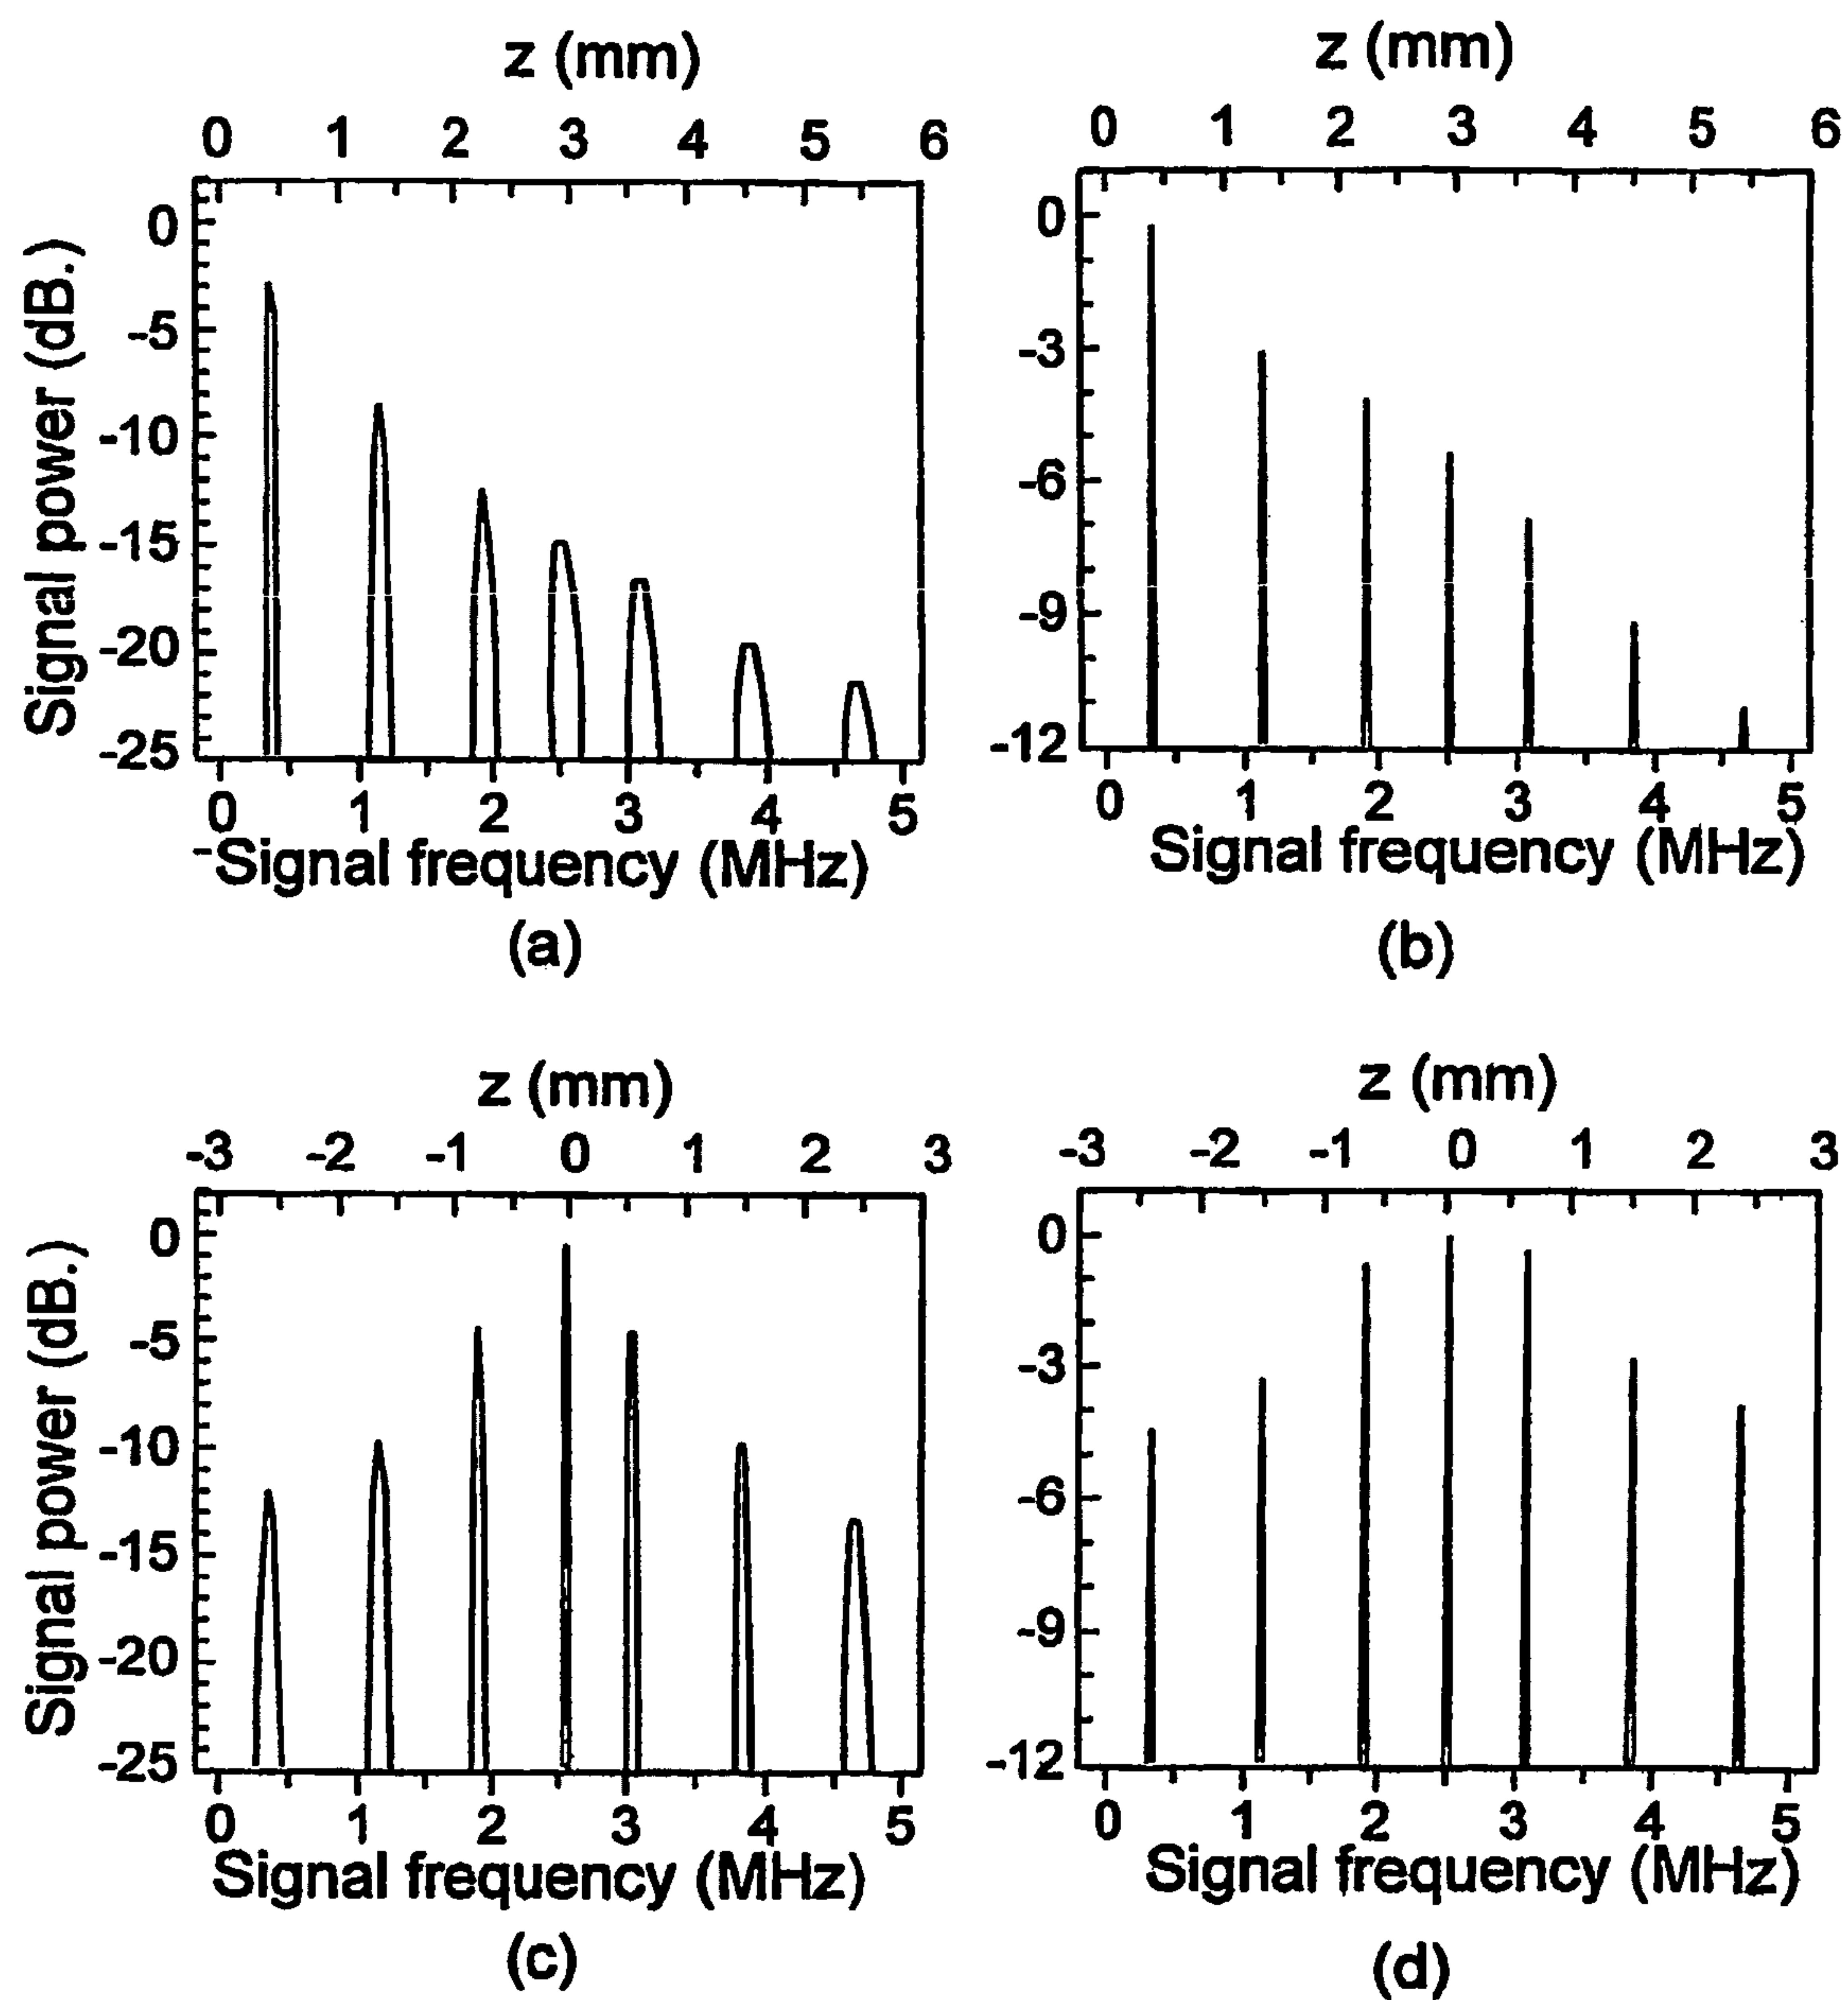 z (mm)
0 1 2 3 4 5 6
Signal power (dB.)
0
-5
-10
-15
-20
-25
0 1 2 3 4 5
-Signal frequency (MHz)
(a)
z (mm)
0 1 2 3 4 5 6
0
-3
-6
-9
-12
0 1 2 3 4 5
Signal frequency (MHz)
(b)
z (mm)
-3 -2 -1 0 1 2 3
Signal power (dB.)
0
-5
-10
-15
-20
-25
0 1 2 3 4 5
Signal frequency (MHz)
(c)
z (mm)
-3 -2 -1 0 1 2 3
0
-3
-6
-9
-12
0 1 2 3 4 5
Signal frequency (MHz)
(d)